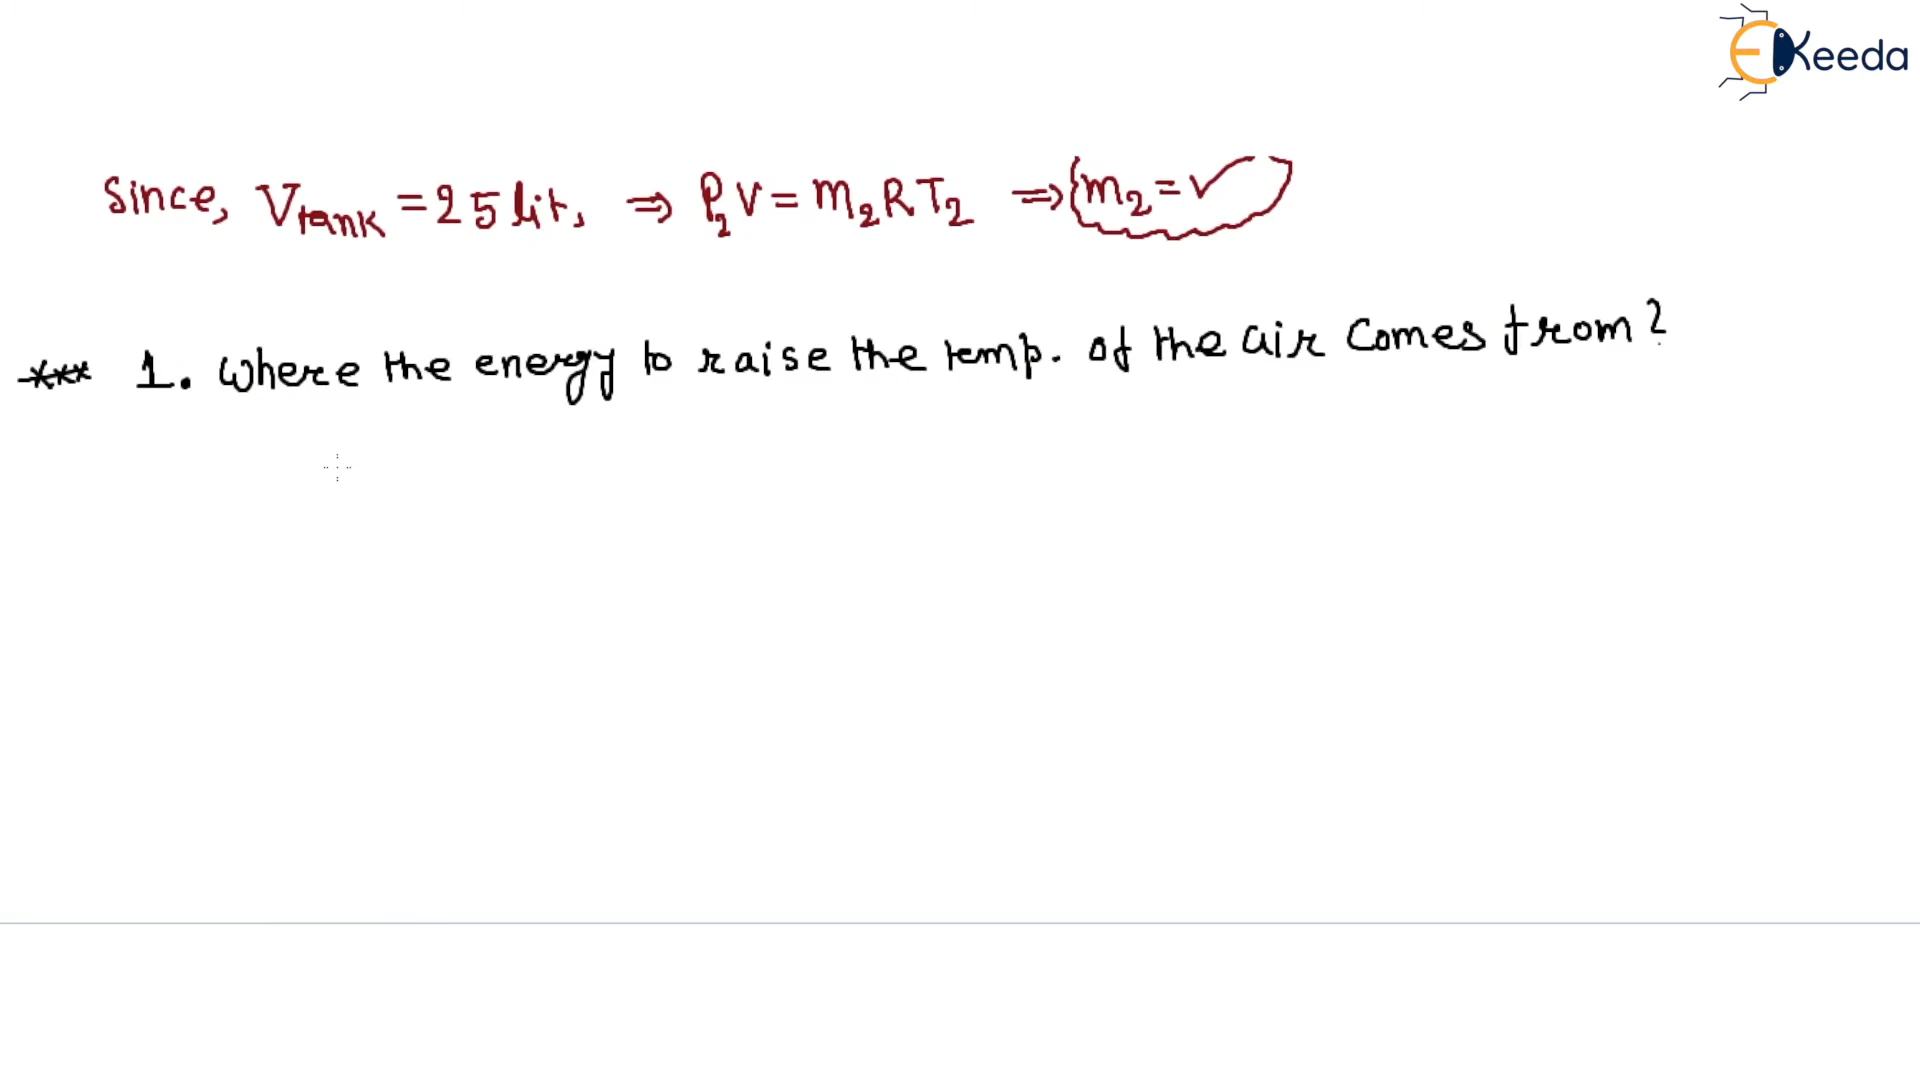 EKeeda
Since, Vtank = 25 lit, ⇒ P₂V = m₂RT₂ ⇒ m₂ = ✓
*** 1. Where the energy to raise the temp. of the air comes from?